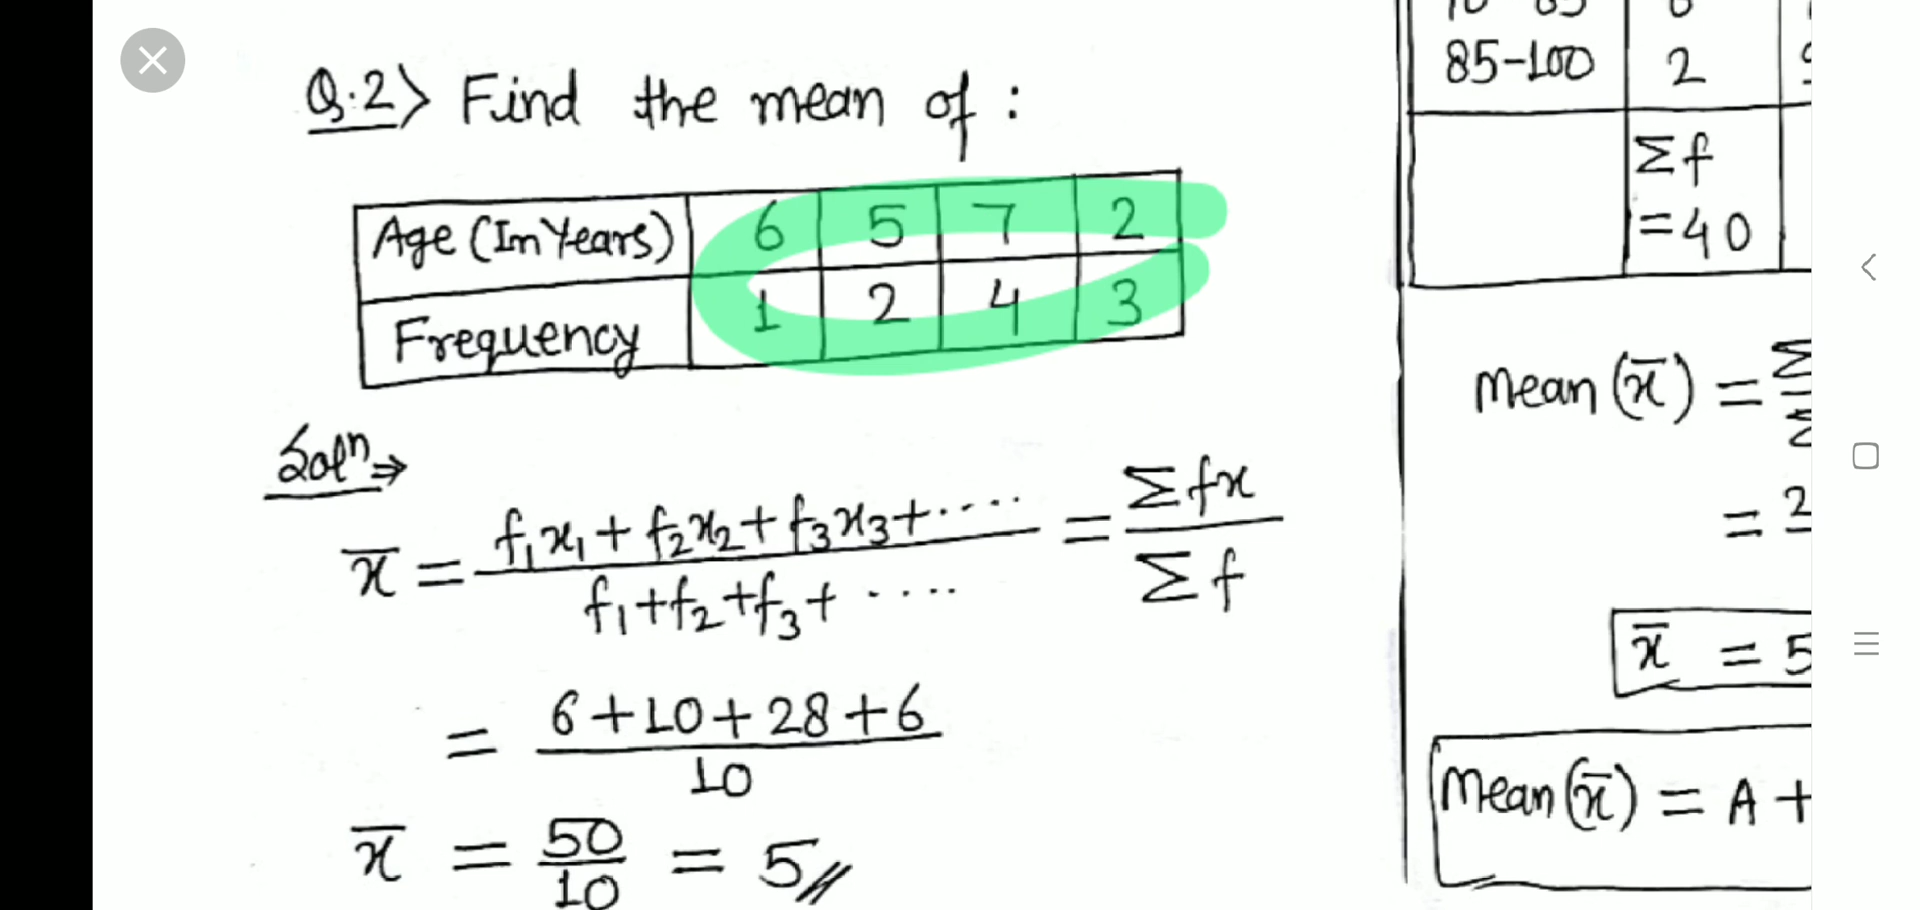 Q.2) Find the mean of :
Age (In Years) 6 5 7 2
Frequency 1 2 4 3
Solⁿ ⇒
x̄ = f₁x₁ + f₂x₂ + f₃x₃ + ..... / f₁ + f₂ + f₃ + ..... = Σfx / Σf
= 6+10+28+6 / 10
x̄ = 50/10 = 5//
85-100 2
Σf
=40
Mean (x̄) = Σ
= 2
x̄ = 5
Mean (x̄) = A +